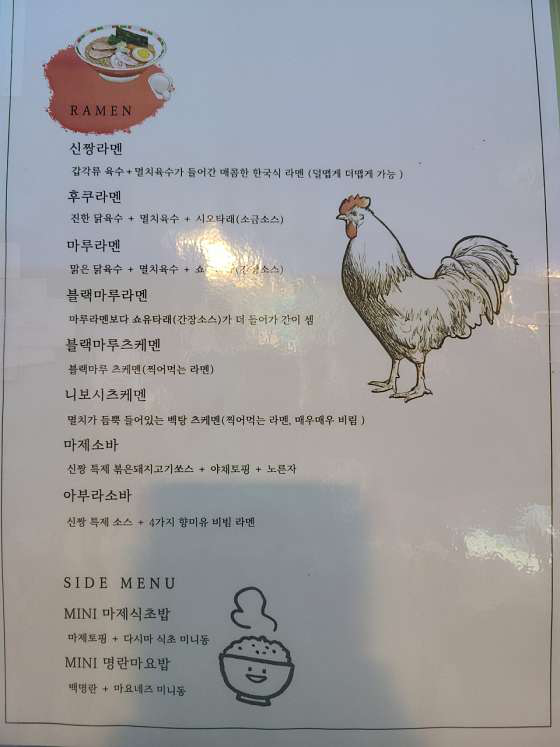 RAMEN
신짱라멘
갑각류 육수+멸치육수가 들어간 매콤한 한국식 라멘 (덜맵게 더맵게 가능)
후쿠라멘
진한 닭육수 + 멸치육수 + 시오타래(소금소스)
마루라멘
맑은 닭육수 + 멸치육수 + 쇼
블랙마루라멘
마루라멘보다 쇼유타래(간장소스)가 더 들어가 간이 셈
블랙마루츠케멘
블랙마루 츠케멘(찍어먹는 라멘)
니보시츠케멘
멸치가 듬뿍 들어있는 백탕 츠케멘(찍어먹는 라멘, 매우매우 비림)
마제소바
신짱 특제 볶은돼지고기쏘스 + 야채토핑 + 노른자
아부라소바
신짱 특제 소스 + 4가지 향미유 비빔 라멘
SIDE MENU
MINI 마제식초밥
마제토핑 + 다시마 식초 미니동
MINI 명란마요밥
백명란 + 마요네즈 미니동